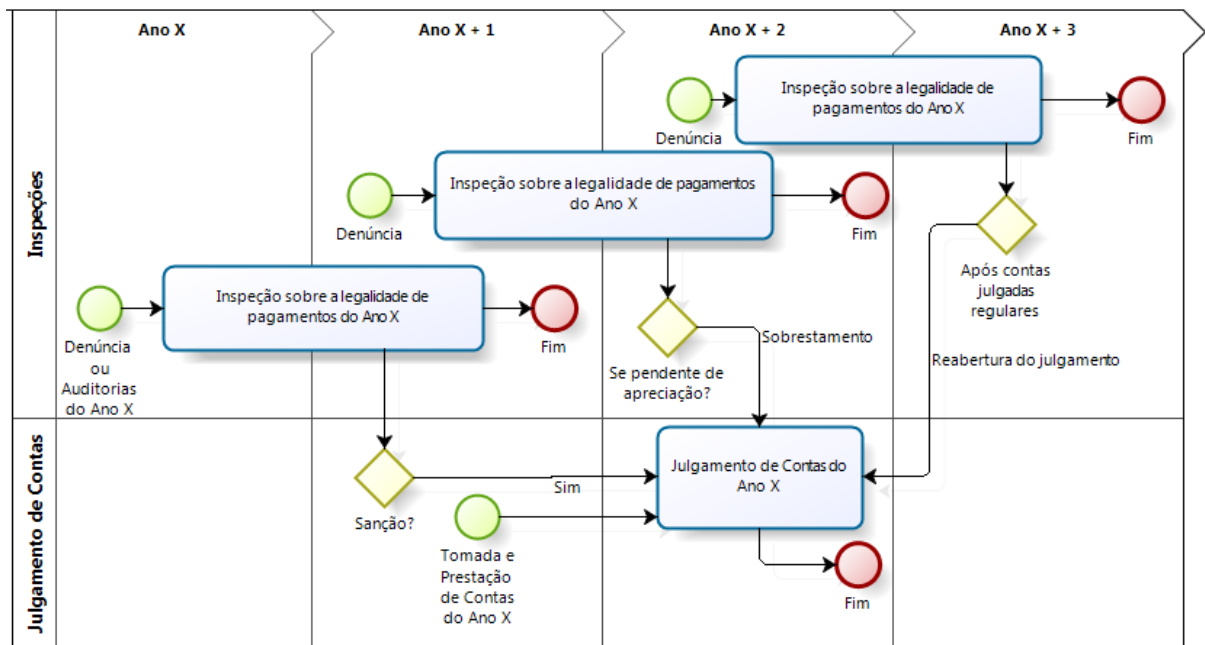 Ano X
Ano X + 1
Ano X + 2
Ano X + 3
Inspeções
Denúncia
Inspeção sobre a legalidade de
pagamentos do Ano X
Fim
Denúncia
Inspeção sobre a legalidade de pagamentos
do Ano X
Fim
Após contas
julgadas
regulares
Denúncia
ou
Auditorias
do Ano X
Inspeção sobre a legalidade de
pagamentos do Ano X
Fim
Se pendente de
apreciação?
Sobrestamento
Reabertura do julgamento
Julgamento de Contas
Sanção?
Sim
Tomada e
Prestação
de Contas
do Ano X
Julgamento de Contas do
Ano X
Fim